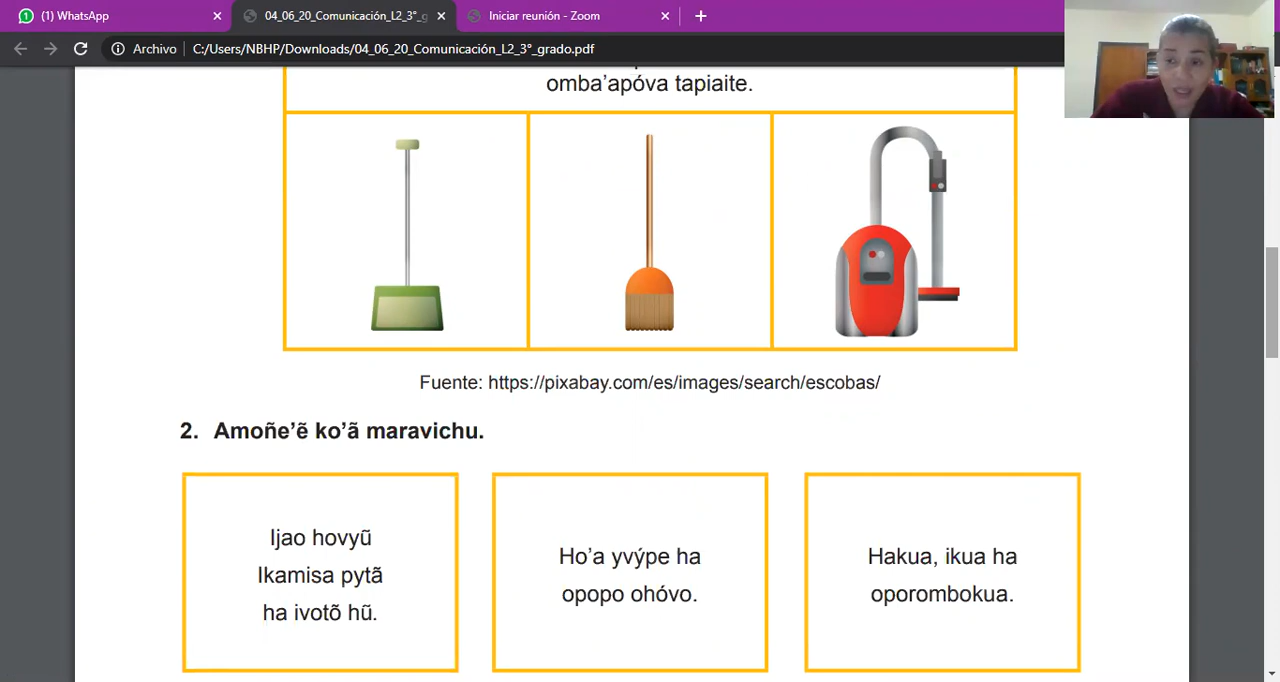 (1) WhatsApp
04_06_20_Comunicación_L2_3°_g
Iniciar reunión - Zoom
Archivo
C:/Users/NBHP/Downloads/04_06_20_Comunicación_L2_3°_grado.pdf
omba’apóva tapiaite.
Fuente: https://pixabay.com/es/images/search/escobas/
2. Amoñe’ẽ ko’ã maravichu.
Ijao hovyũ
Ikamisa pytã
ha ivotõ hũ.
Ho’a yvýpe ha
opopo ohóvo.
Hakua, ikua ha
oporombokua.